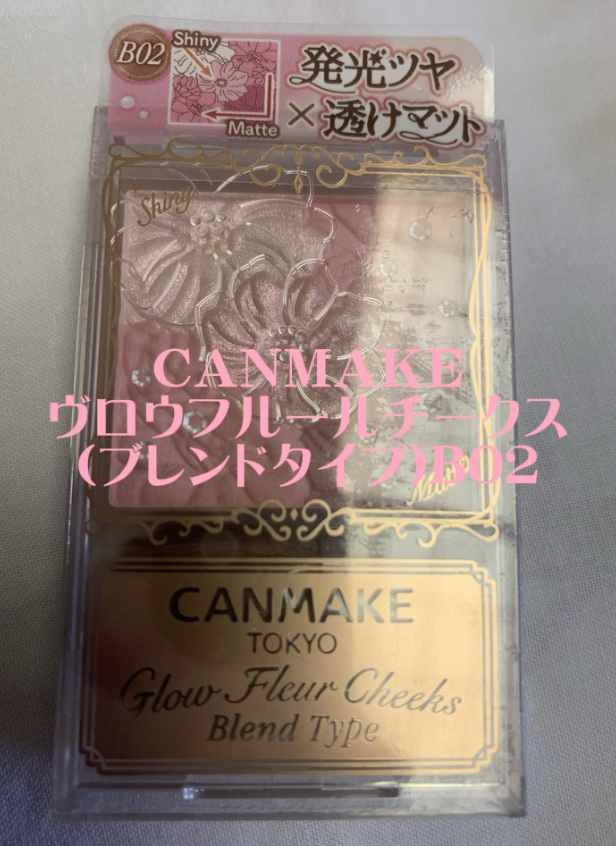 B02
Shiny
Matte
発光ツヤ
×透けマット
Shiny
CANMAKE
ヴロウフルールチークス
(ブレンドタイプ)B02
Matte
CANMAKE
TOKYO
Glow Fleur Cheeks
Blend Type